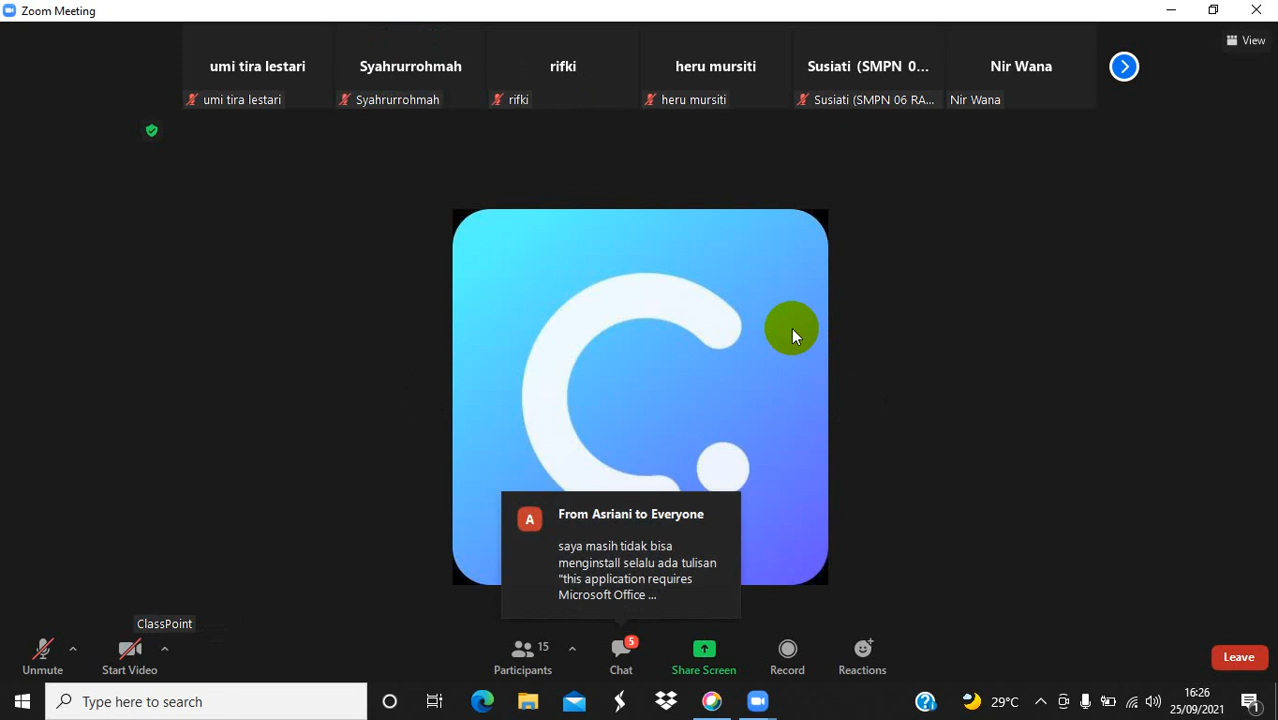 Zoom Meeting
View
umi tira lestari
Syahrurrohmah
rifki
heru mursiti
Susiati (SMPN 0...
Nir Wana
umi tira lestari
Syahrurrohmah
rifki
heru mursiti
Susiati (SMPN 06 RA...
Nir Wana
A
From Asriani to Everyone
saya masih tidak bisa
menginstall selalu ada tulisan
"this application requires
Microsoft Office ...
ClassPoint
15
5
Unmute
Start Video
Participants
Chat
Share Screen
Record
Reactions
Leave
Type here to search
29°C
16:26
25/09/2021
1